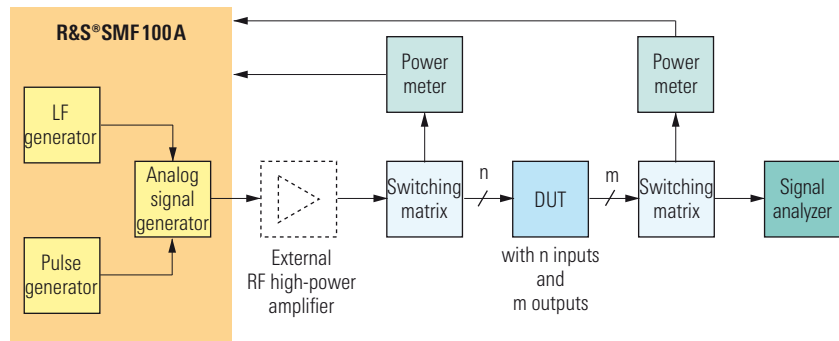 R&S®SMF100A
LF
generator
Analog
signal
generator
Pulse
generator
External
RF high-power
amplifier
Power
meter
Switching
matrix
n
DUT
with n inputs
and
m outputs
m
Power
meter
Switching
matrix
Signal
analyzer